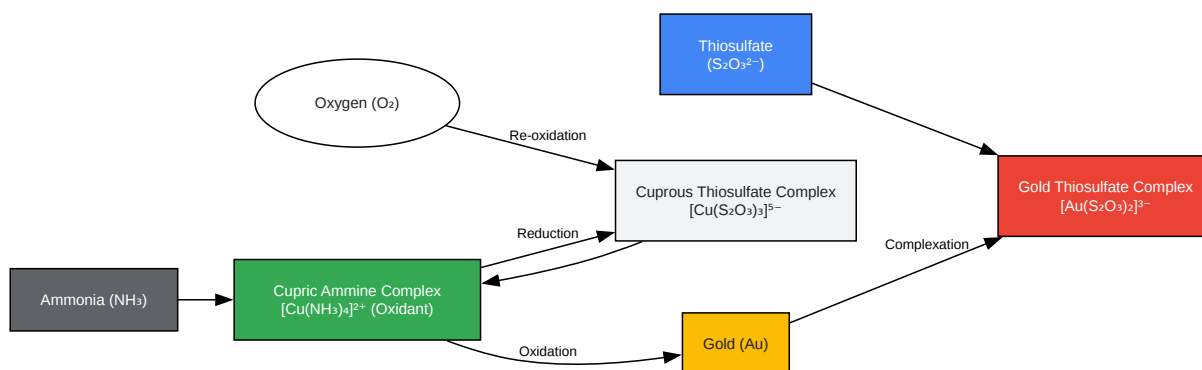 Thiosulfate
(S₂O₃²⁻)
Oxygen (O₂)
Re-oxidation
Cuprous Thiosulfate Complex
[Cu(S₂O₃)₃]⁵⁻
Gold Thiosulfate Complex
[Au(S₂O₃)₂]³⁻
Reduction
Complexation
Ammonia (NH₃)
Cupric Ammine Complex
[Cu(NH₃)₄]²⁺ (Oxidant)
Oxidation
Gold (Au)